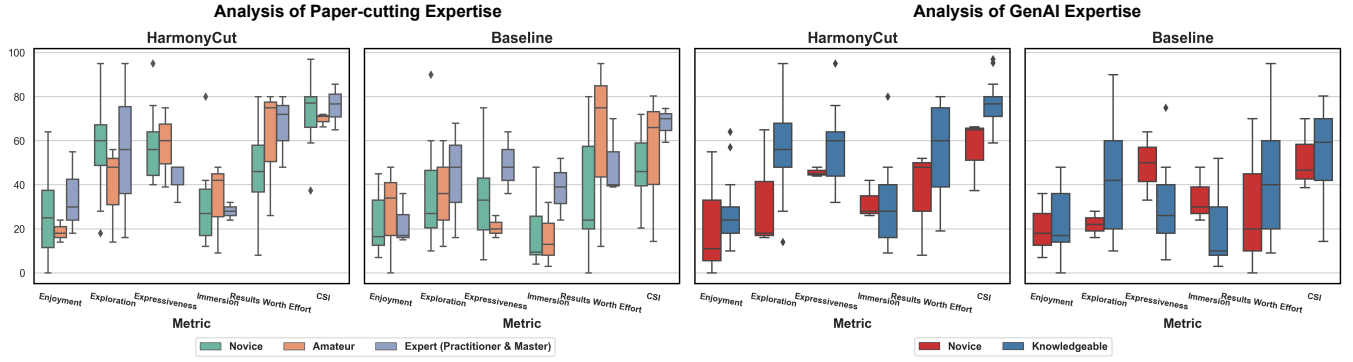 Analysis of Paper-cutting Expertise
Analysis of GenAI Expertise
HarmonyCut
Baseline
HarmonyCut
Baseline
100
80
60
40
20
0
Enjoyment Exploration Expressiveness Immersion Results Worth Effort CSI
Enjoyment Exploration Expressiveness Immersion Results Worth Effort CSI
Enjoyment Exploration Expressiveness Immersion Results Worth Effort CSI
Enjoyment Exploration Expressiveness Immersion Results Worth Effort CSI
Metric
Metric
Metric
Metric
Novice Amateur Expert (Practitioner & Master)
Novice Knowledgeable